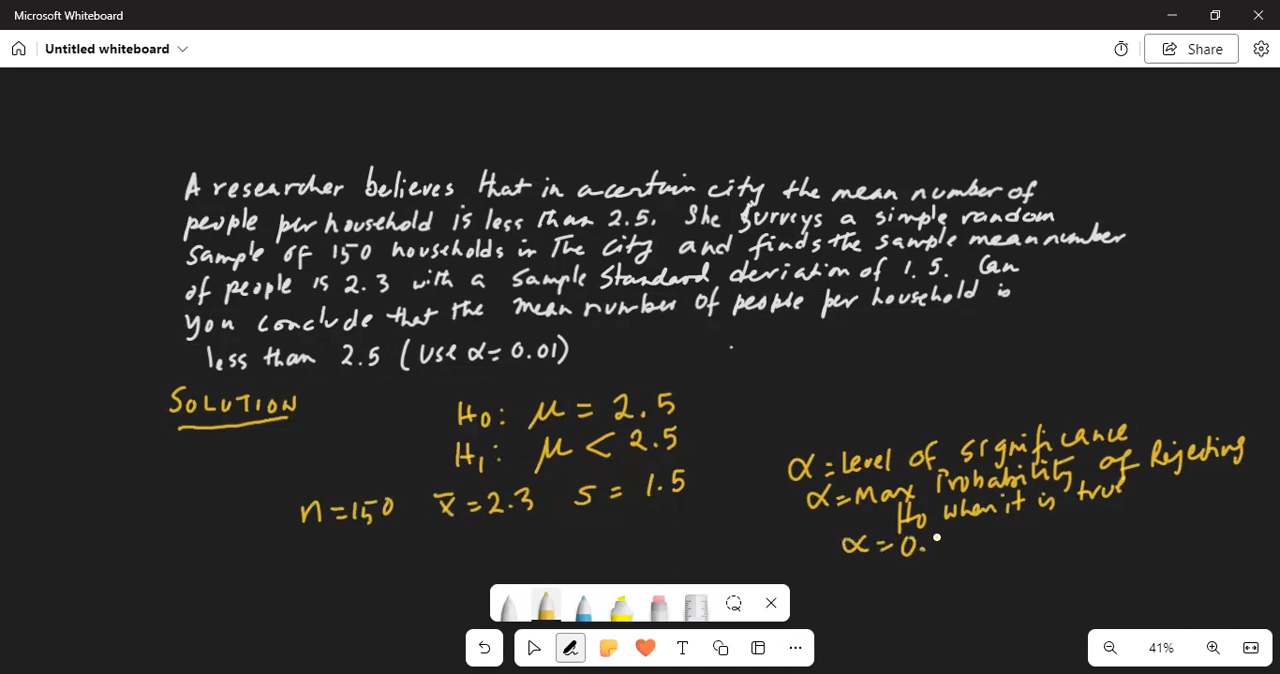 Microsoft Whiteboard
Untitled whiteboard
Share
A researcher believes that in a certain city the mean number of
people per household is less than 2.5. She surveys a simple random
sample of 150 households in The city and finds the sample mean number
of people is 2.3 with a sample Standard deviation of 1.5. Can
You conclude that the mean number of people per household is
less than 2.5 (Use α = 0.01)
SOLUTION
H0: μ = 2.5
H1: μ < 2.5
n = 150 x̄ = 2.3 s = 1.5
α = Level of significance
α = Max Probability of Rejecting
H0 when it is true
α = 0.
41%